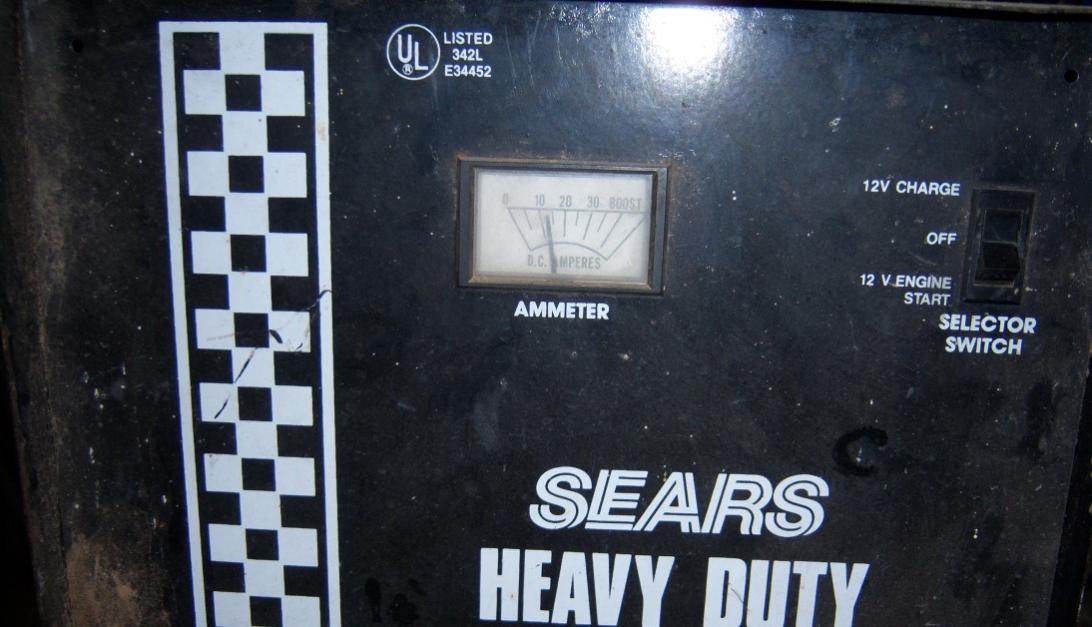 UL
®
LISTED
342L
E34452
0 10 20 30 BOOST
D.C. AMPERES
AMMETER
12V CHARGE
OFF
12 V ENGINE
START
SELECTOR
SWITCH
C
SEARS
HEAVY DUTY